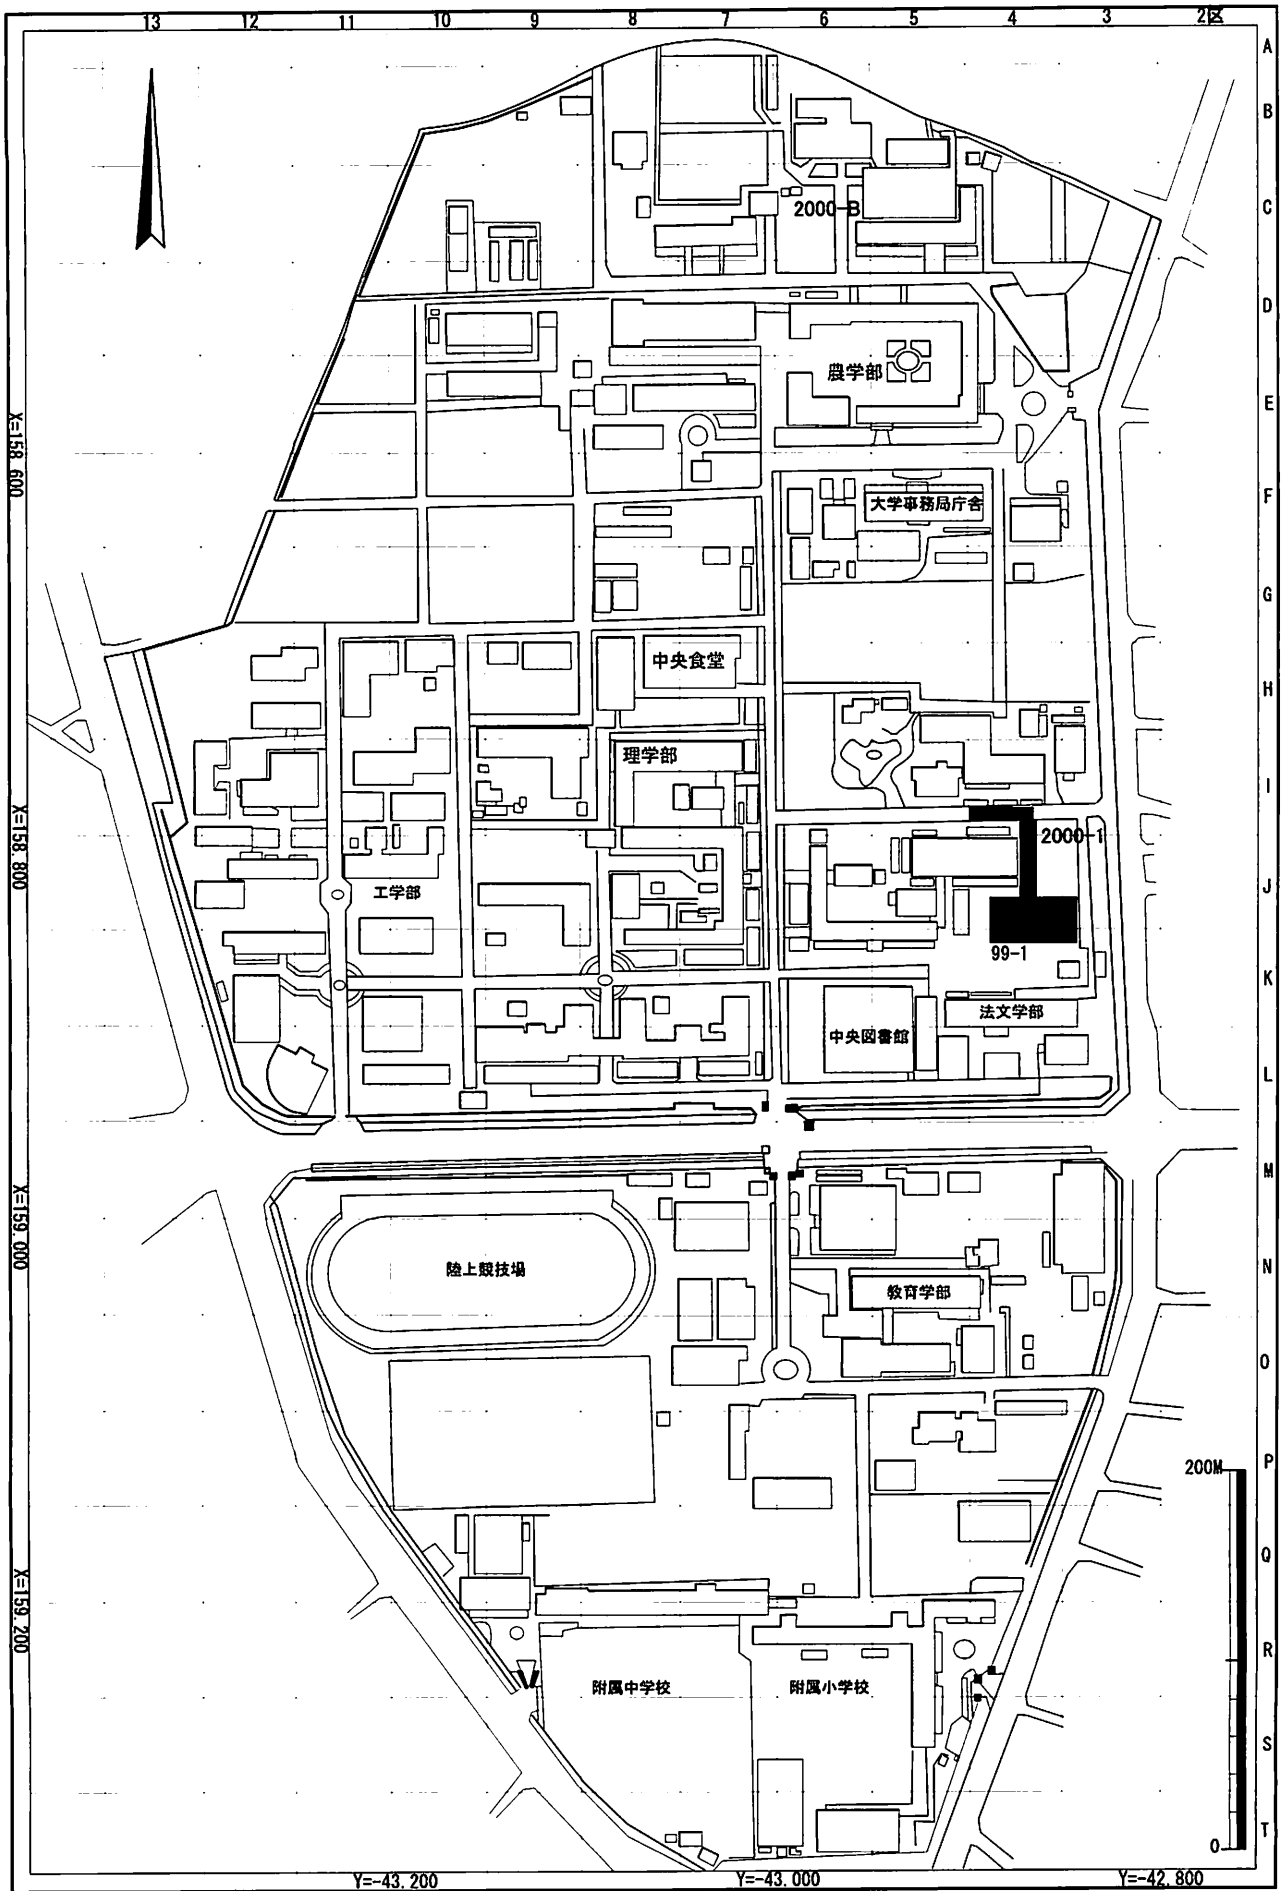 13 12 11 10 9 8 7 6 5 4 3 2区
A
B
C
2000-B
D
農学部
E
X=158.600
F
大学事務局庁舎
G
中央食堂
H
理学部
I
X=158.800
2000-1
J
工学部
99-1
K
法文学部
中央図書館
L
M
X=159.000
N
陸上競技場
教育学部
O
P
200M
Q
X=159.200
R
附属中学校
附属小学校
S
T
0
Y=-43.200 Y=-43.000 Y=-42.800